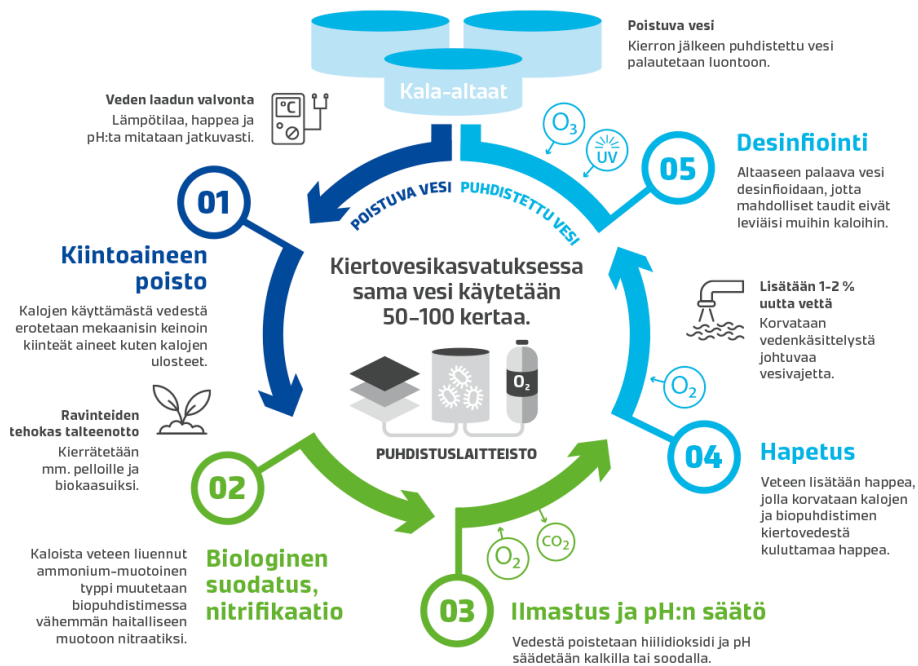 Poistuva vesi
Kierron jälkeen puhdistettu vesi
palautetaan luontoon.
Kala-altaat
Veden laadun valvonta
Lämpötilaa, happea ja
pH:ta mitataan jatkuvasti.
°C
O3
UV
POISTUVA VESI
PUHDISTETTU VESI
01
Kiintoaineen
poisto
Kalojen käyttämästä vedestä
erotetaan mekaanisin keinoin
kiinteät aineet kuten kalojen
ulosteet.
Ravinteiden
tehokas talteenotto
Kierrätetään
mm. pelloille ja
biokaasuiksi.
Kiertovesikasvatuksessa
sama vesi käytetään
50–100 kertaa.
O2
PUHDISTUSLAITTEISTO
02
Biologinen
suodatus,
nitrifikaatio
Kaloista veteen liuennut
ammonium-muotoinen
typpi muutetaan
biopuhdistimessa
vähemmän haitalliseen
muotoon nitraatiksi.
O2
CO2
03
Ilmastus ja pH:n säätö
Vedestä poistetaan hiilidioksidi ja pH
säädetään kalkilla tai soodalla.
O2
04
Hapetus
Veteen lisätään happea,
jolla korvataan kalojen
ja biopuhdistimen
kiertovedestä
kuluttamaa happea.
Lisätään 1-2 %
uutta vettä
Korvataan
vedenkäsittelystä
johtuvaa
vesivajetta.
05
Desinfiointi
Altaaseen palaava vesi
desinfioidaan, jotta
mahdolliset taudit eivät
leviäisi muihin kaloihin.